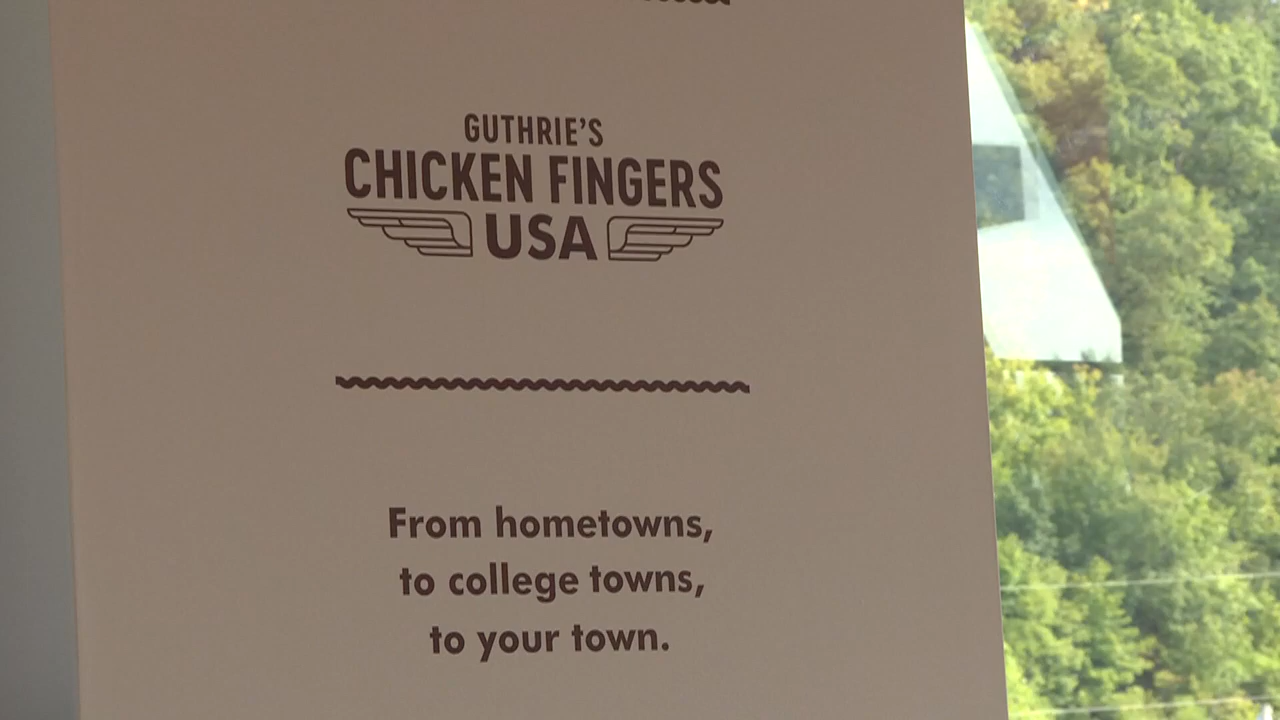 GUTHRIE'S
CHICKEN FINGERS
USA
From hometowns,
to college towns,
to your town.